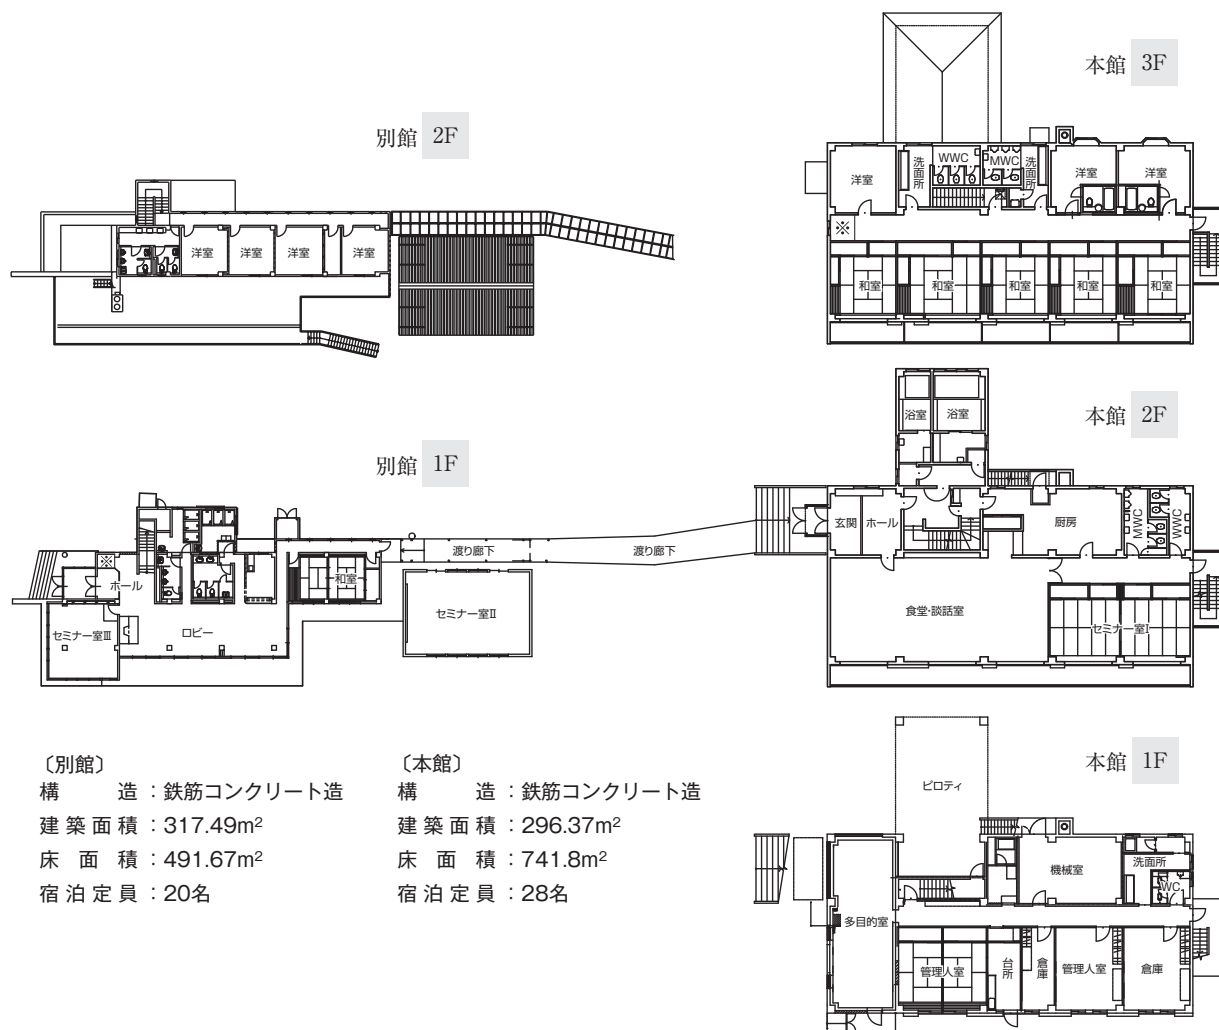 別館 2F
洋室
洋室
洋室
洋室
本館 3F
洋室
洗面所
WWC
MWC
洗面所
洋室
洋室
※
和室
和室
和室
和室
和室
別館 1F
※
ホール
和室
渡り廊下
渡り廊下
セミナー室Ⅱ
セミナー室Ⅲ
ロビー
本館 2F
浴室
浴室
玄関
ホール
厨房
MWC
WWC
食堂・談話室
セミナー室Ⅰ
本館 1F
ピロティ
機械室
洗面所
WC
多目的室
管理人室
台所
倉庫
管理人室
倉庫
〔別館〕
構造：鉄筋コンクリート造
建築面積：317.49m²
床面積：491.67m²
宿泊定員：20名
〔本館〕
構造：鉄筋コンクリート造
建築面積：296.37m²
床面積：741.8m²
宿泊定員：28名